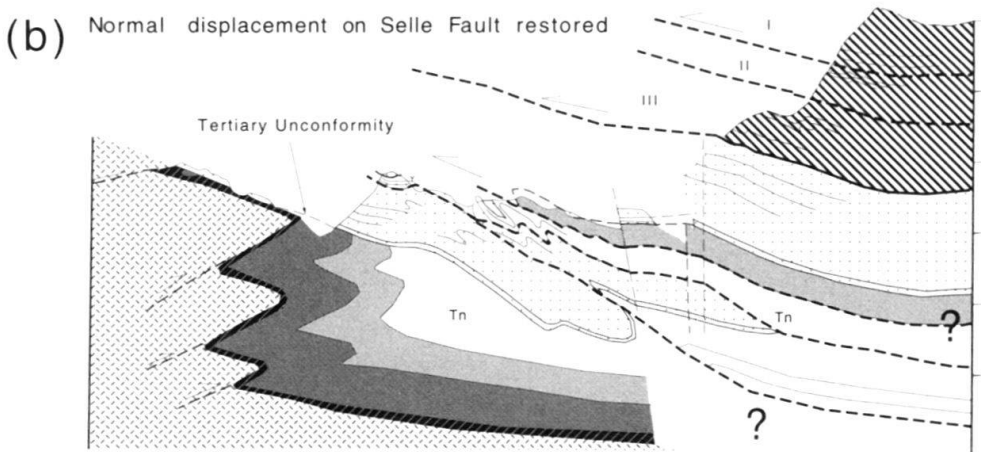 (b) Normal displacement on Selle Fault restored
I
II
III
Tertiary Unconformity
Tn
Tn
?
?